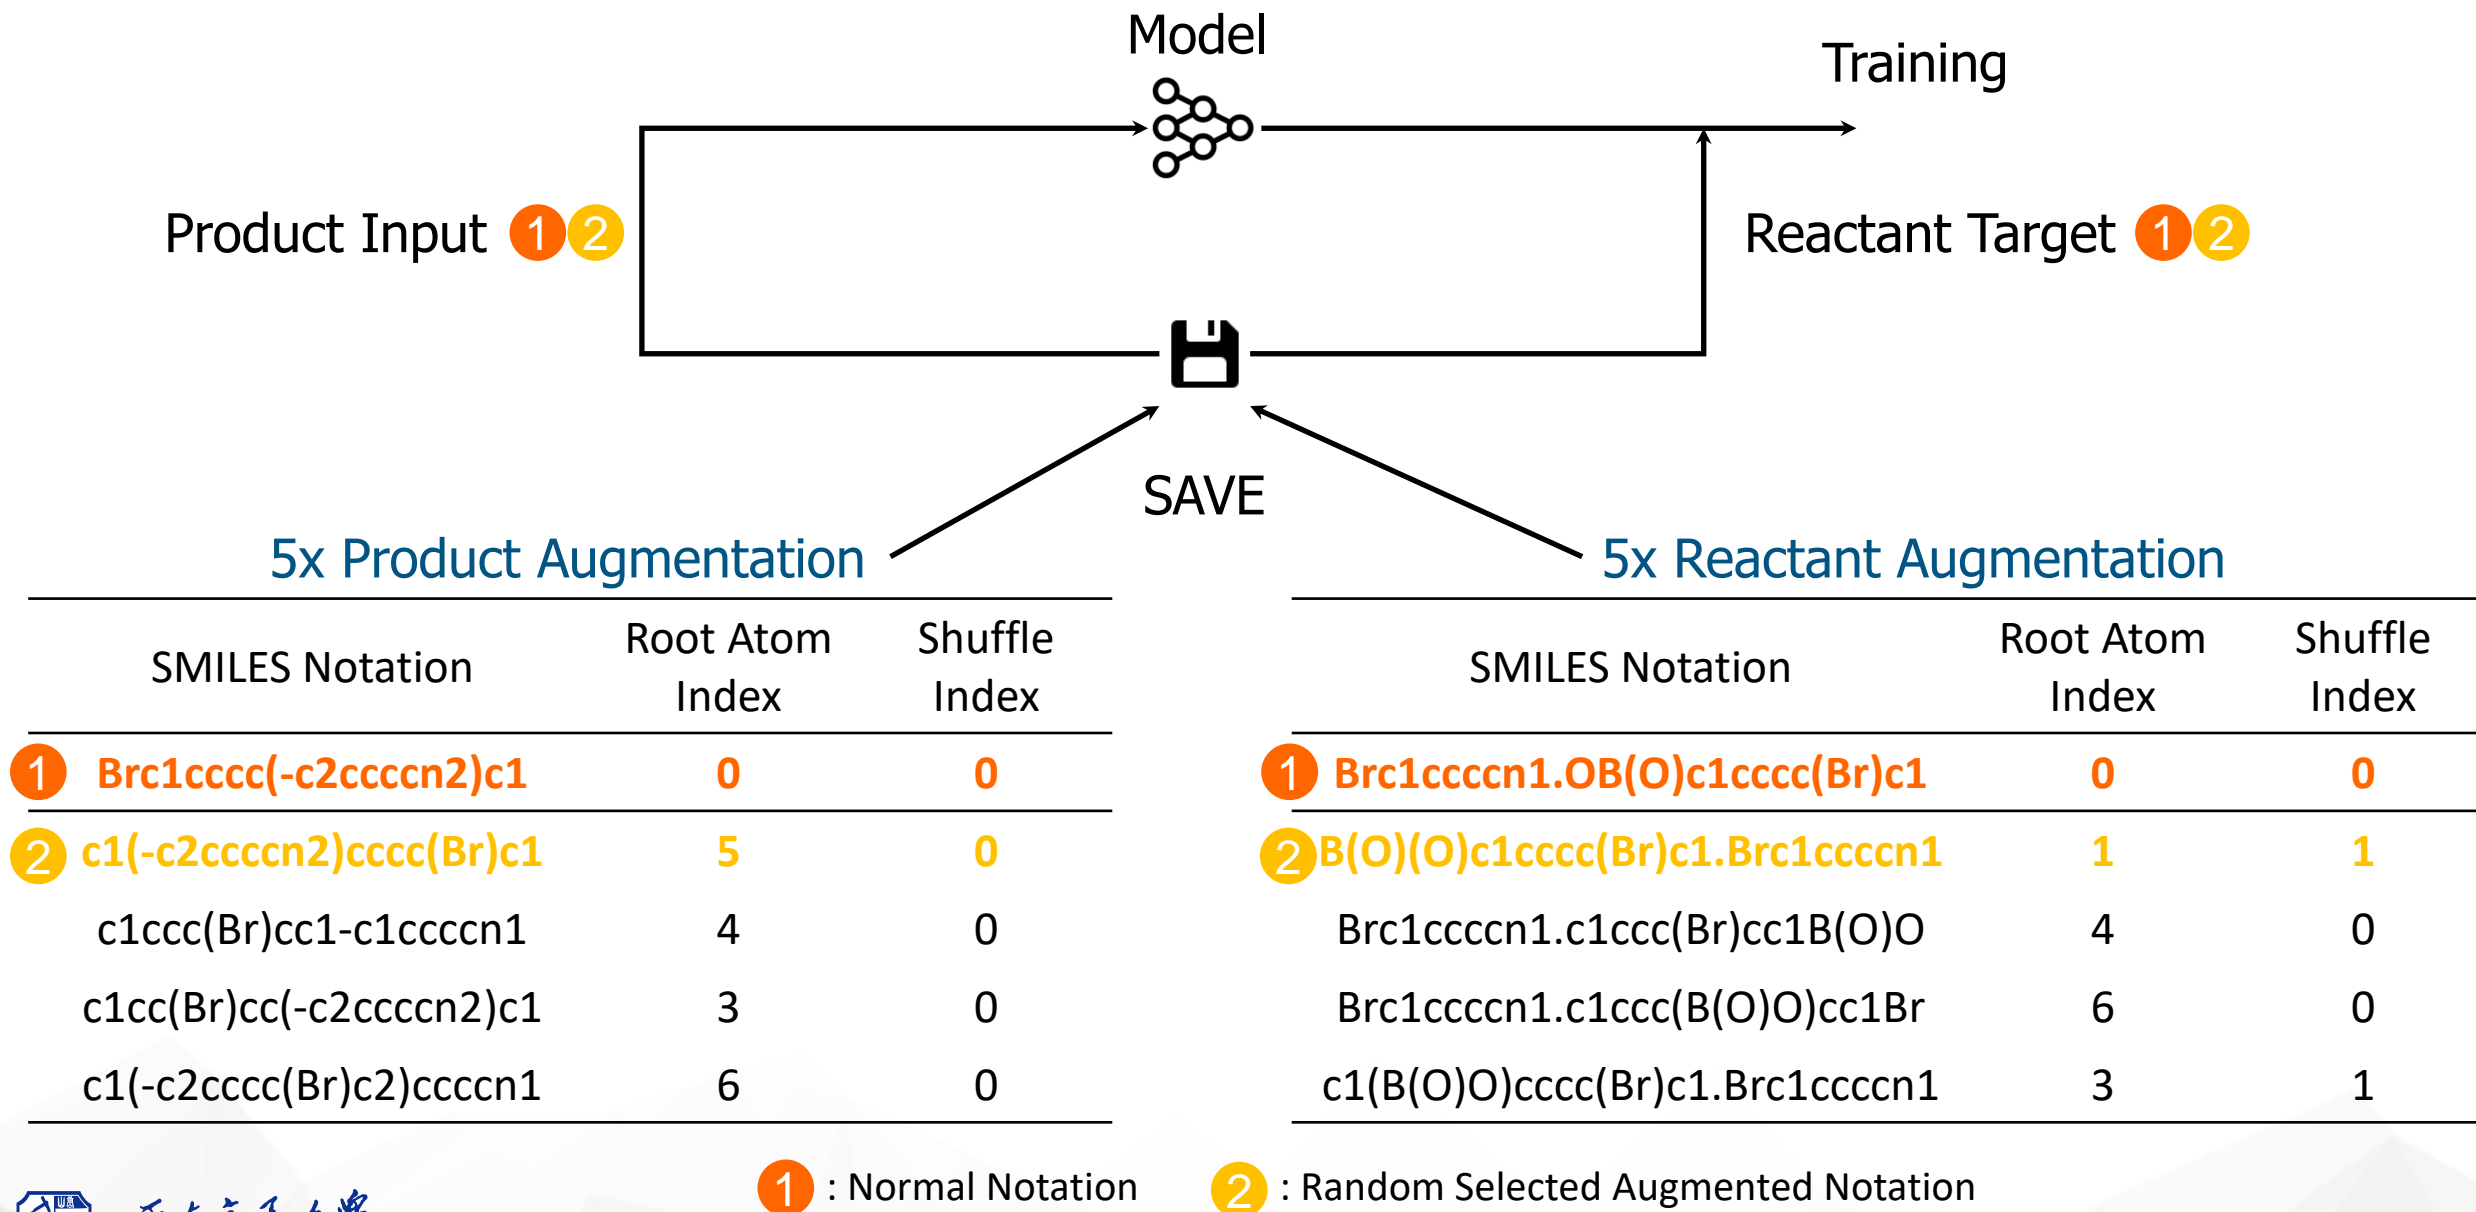 Model
Training
Product Input 1 2
Reactant Target 1 2
SAVE
5x Product Augmentation
SMILES Notation Root Atom Index Shuffle Index
1 Brc1cccc(-c2ccccn2)c1 0 0
2 c1(-c2ccccn2)cccc(Br)c1 5 0
c1ccc(Br)cc1-c1ccccn1 4 0
c1cc(Br)cc(-c2ccccn2)c1 3 0
c1(-c2cccc(Br)c2)ccccn1 6 0
5x Reactant Augmentation
SMILES Notation Root Atom Index Shuffle Index
1 Brc1ccccn1.OB(O)c1cccc(Br)c1 0 0
2 B(O)(O)c1cccc(Br)c1.Brc1ccccn1 1 1
Brc1ccccn1.c1ccc(Br)cc1B(O)O 4 0
Brc1ccccn1.c1ccc(B(O)O)cc1Br 6 0
c1(B(O)O)cccc(Br)c1.Brc1ccccn1 3 1
1 : Normal Notation
2 : Random Selected Augmented Notation